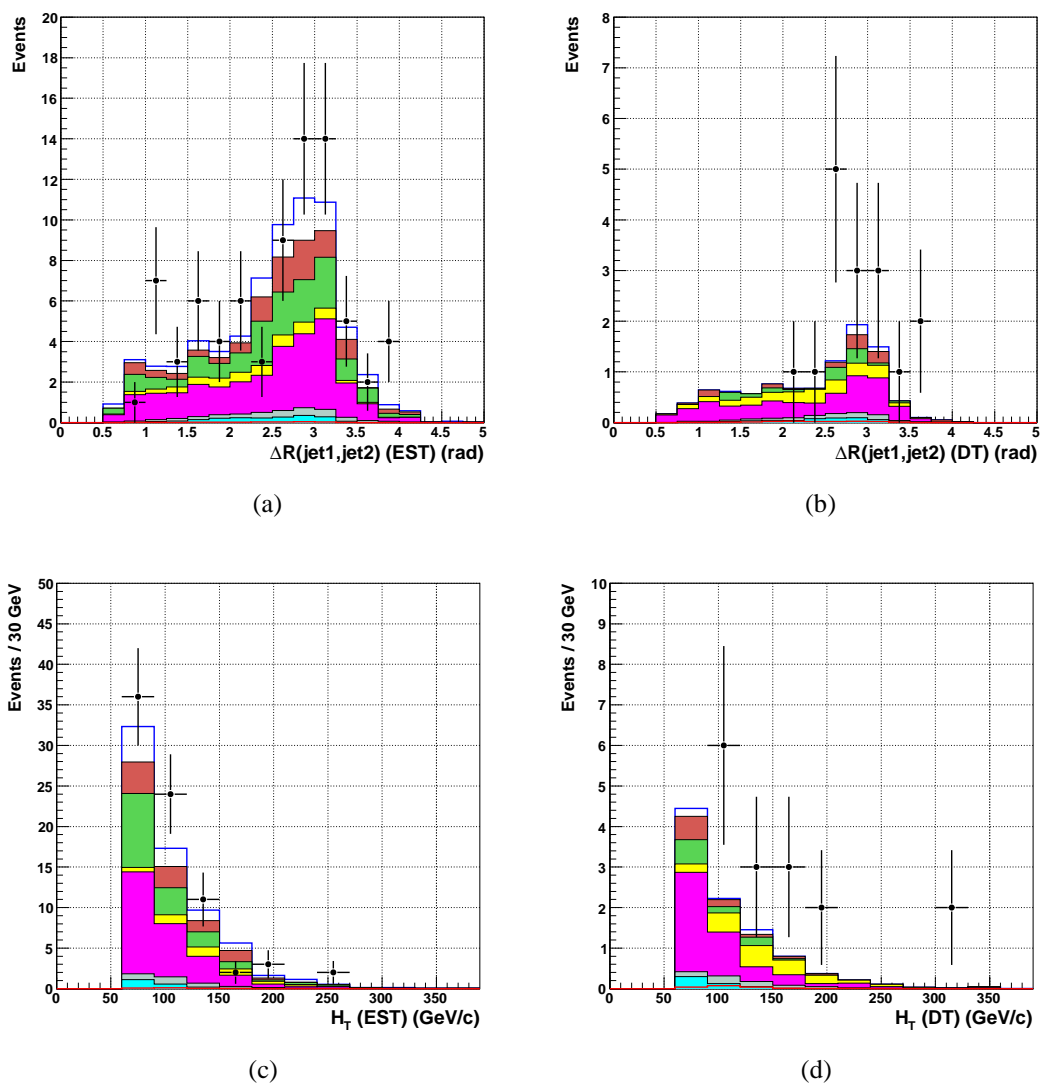 Events
20
18
16
14
12
10
8
6
4
2
0
0 0.5 1 1.5 2 2.5 3 3.5 4 4.5 5
ΔR(jet1,jet2) (EST) (rad)
(a)
Events
8
7
6
5
4
3
2
1
0
0 0.5 1 1.5 2 2.5 3 3.5 4 4.5 5
ΔR(jet1,jet2) (DT) (rad)
(b)
Events / 30 GeV
50
45
40
35
30
25
20
15
10
5
0
0 50 100 150 200 250 300 350
H_T (EST) (GeV/c)
(c)
Events / 30 GeV
10
9
8
7
6
5
4
3
2
1
0
0 50 100 150 200 250 300 350
H_T (DT) (GeV/c)
(d)